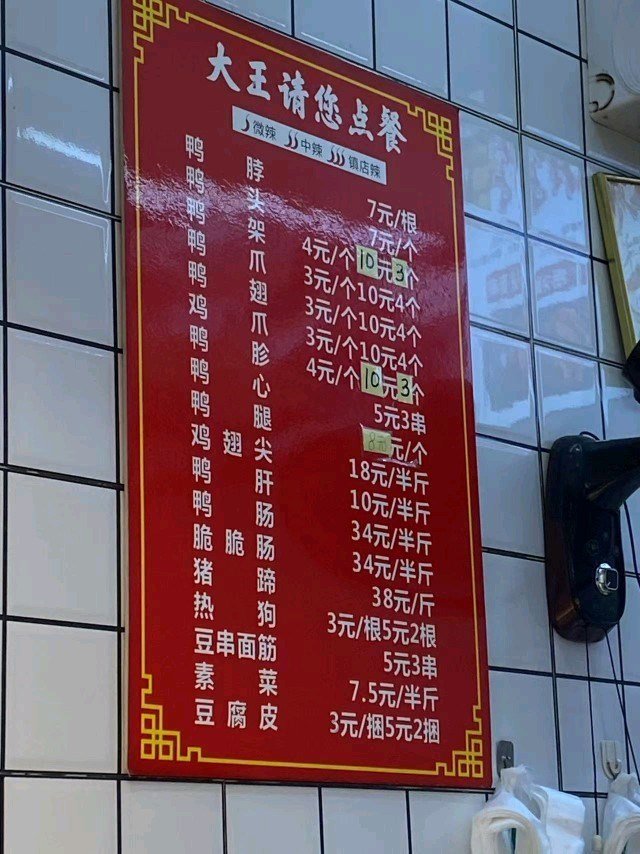 大王请您点餐
微辣 中辣 镇店辣
鸭脖 7元/根
鸭头 7元/个
鸭架 4元/个10元3个
鸭爪 3元/个10元4个
鸭翅 3元/个10元4个
鸡爪 3元/个10元4个
鸭胗 4元/个10元3个
鸭心 5元3串
鸭腿 8元元/个
鸡翅尖 18元/半斤
鸭肝 10元/半斤
鸭肠 34元/半斤
脆脆肠 34元/半斤
猪蹄 38元/斤
热狗 3元/根5元2根
豆串面筋 5元3串
素菜 7.5元/半斤
豆腐皮 3元/捆5元2捆